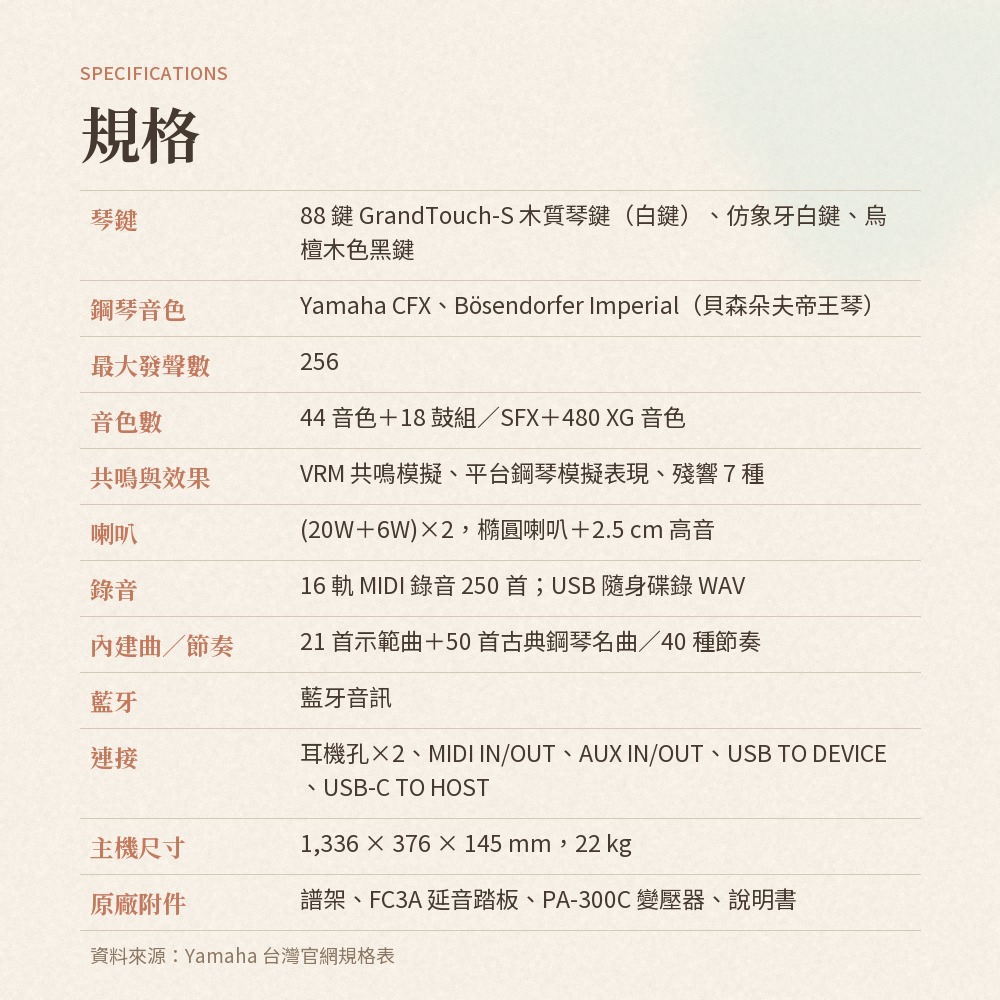 SPECIFICATIONS
規格
琴鍵
88 鍵 GrandTouch-S 木質琴鍵（白鍵）、仿象牙白鍵、烏
檀木色黑鍵
鋼琴音色
Yamaha CFX、Bösendorfer Imperial（貝森朵夫帝王琴）
最大發聲數
256
音色數
44 音色＋18 鼓組／SFX＋480 XG 音色
共鳴與效果
VRM 共鳴模擬、平台鋼琴模擬表現、殘響 7 種
喇叭
(20W＋6W)×2，橢圓喇叭＋2.5 cm 高音
錄音
16 軌 MIDI 錄音 250 首；USB 隨身碟錄 WAV
內建曲／節奏
21 首示範曲＋50 首古典鋼琴名曲／40 種節奏
藍牙
藍牙音訊
連接
耳機孔×2、MIDI IN/OUT、AUX IN/OUT、USB TO DEVICE
、USB-C TO HOST
主機尺寸
1,336 × 376 × 145 mm，22 kg
原廠附件
譜架、FC3A 延音踏板、PA-300C 變壓器、說明書
資料來源：Yamaha 台灣官網規格表